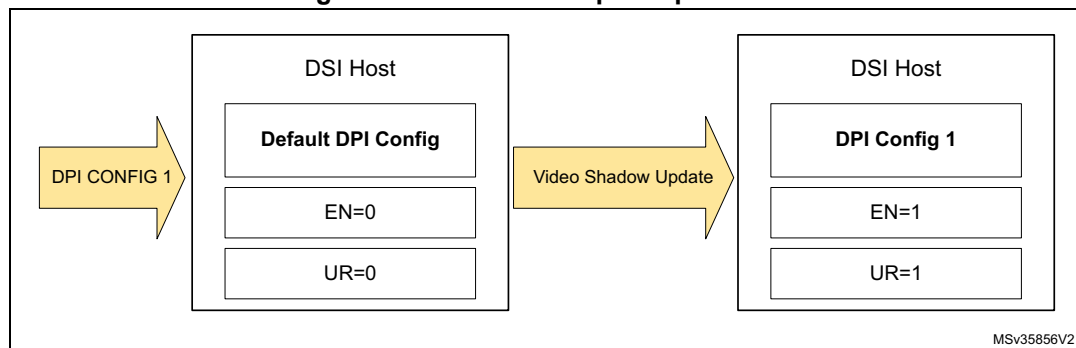 DSI Host
Default DPI Config
EN=0
UR=0
DPI CONFIG 1
Video Shadow Update
DSI Host
DPI Config 1
EN=1
UR=1
MSv35856V2